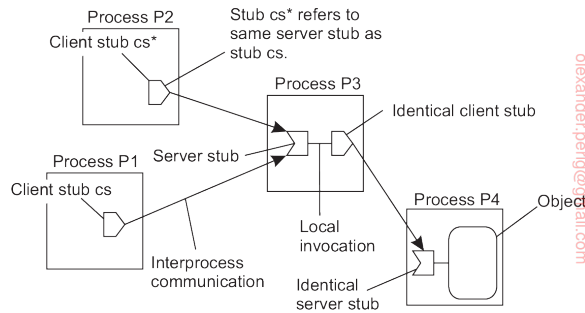 Process P2
Stub cs* refers to
same server stub as
stub cs.
Client stub cs*
Process P3
Identical client stub
Process P1
Server stub
Client stub cs
Process P4
Object
Local
invocation
Interprocess
communication
Identical
server stub
olexander.perig@gmail.com